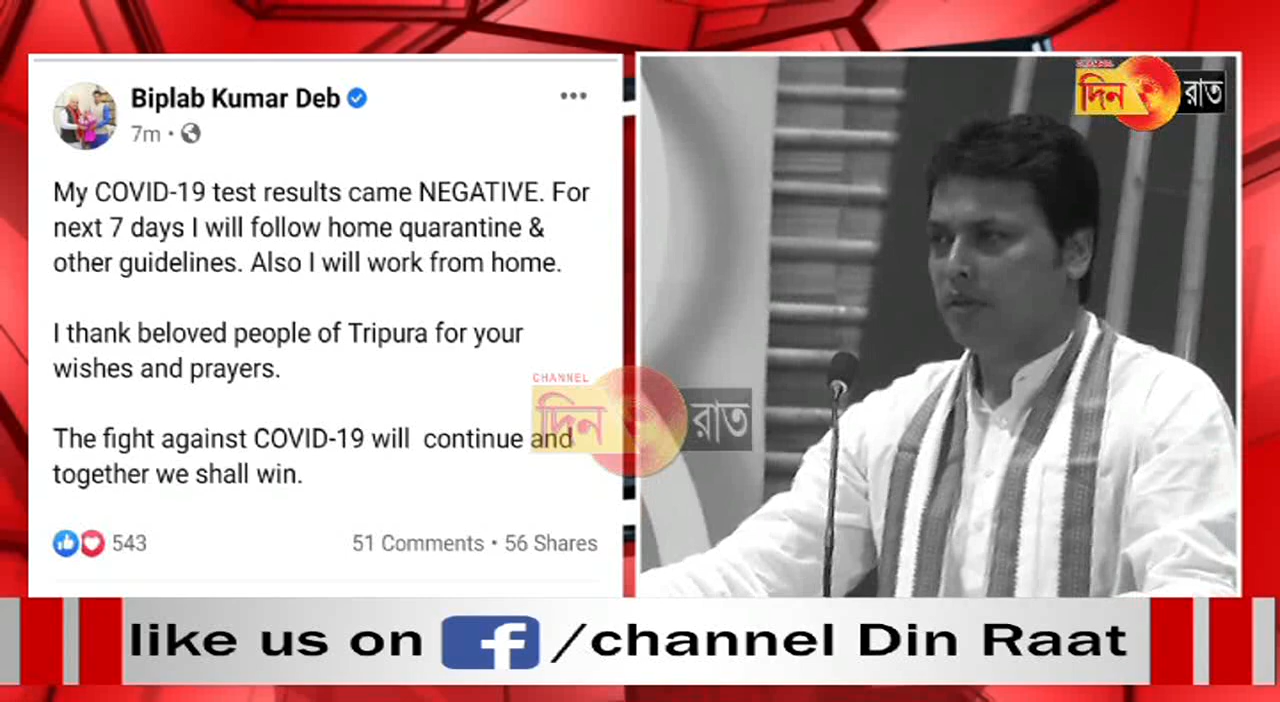 Biplab Kumar Deb
7m
My COVID-19 test results came NEGATIVE. For
next 7 days I will follow home quarantine &
other guidelines. Also I will work from home.
I thank beloved people of Tripura for your
wishes and prayers.
The fight against COVID-19 will continue and
together we shall win.
543
51 Comments • 56 Shares
CHANNEL
দিন রাত
CHANNEL
দিন রাত
like us on f/channel Din Raat